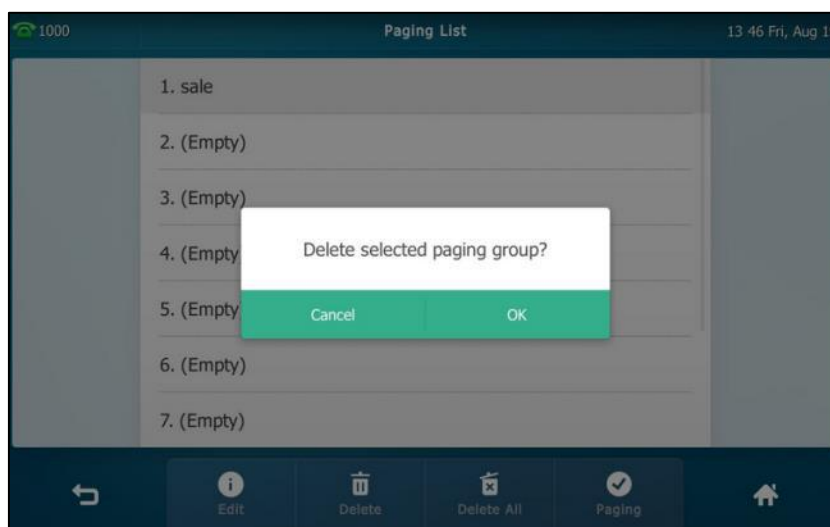 1000 Paging List 13 46 Fri, Aug 1
1. sale
2. (Empty)
3. (Empty)
4. (Empty
5. (Empty
6. (Empty)
7. (Empty)
Delete selected paging group?
Cancel OK
Edit Delete Delete All Paging